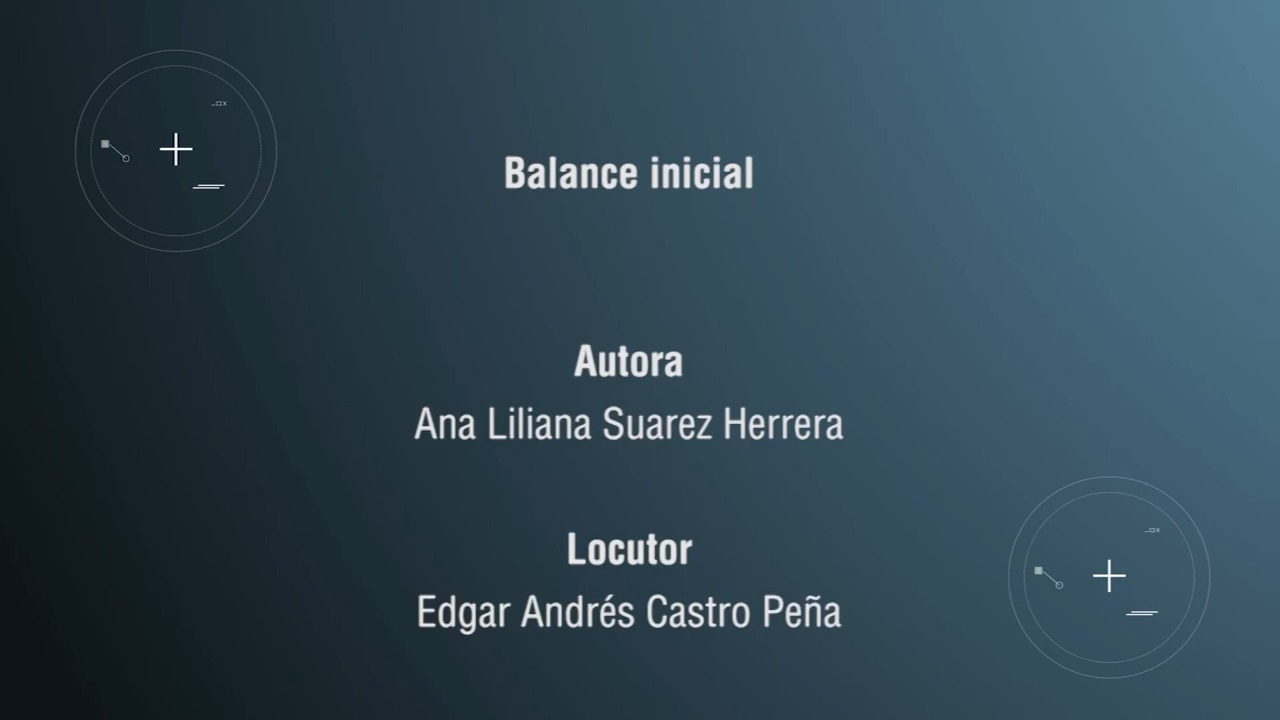 Balance inicial
Autora
Ana Liliana Suarez Herrera
Locutor
Edgar Andrés Castro Peña